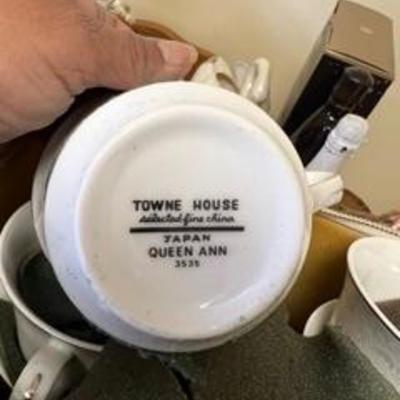 TOWNE HOUSE
selected fine china
JAPAN
QUEEN ANN
3535